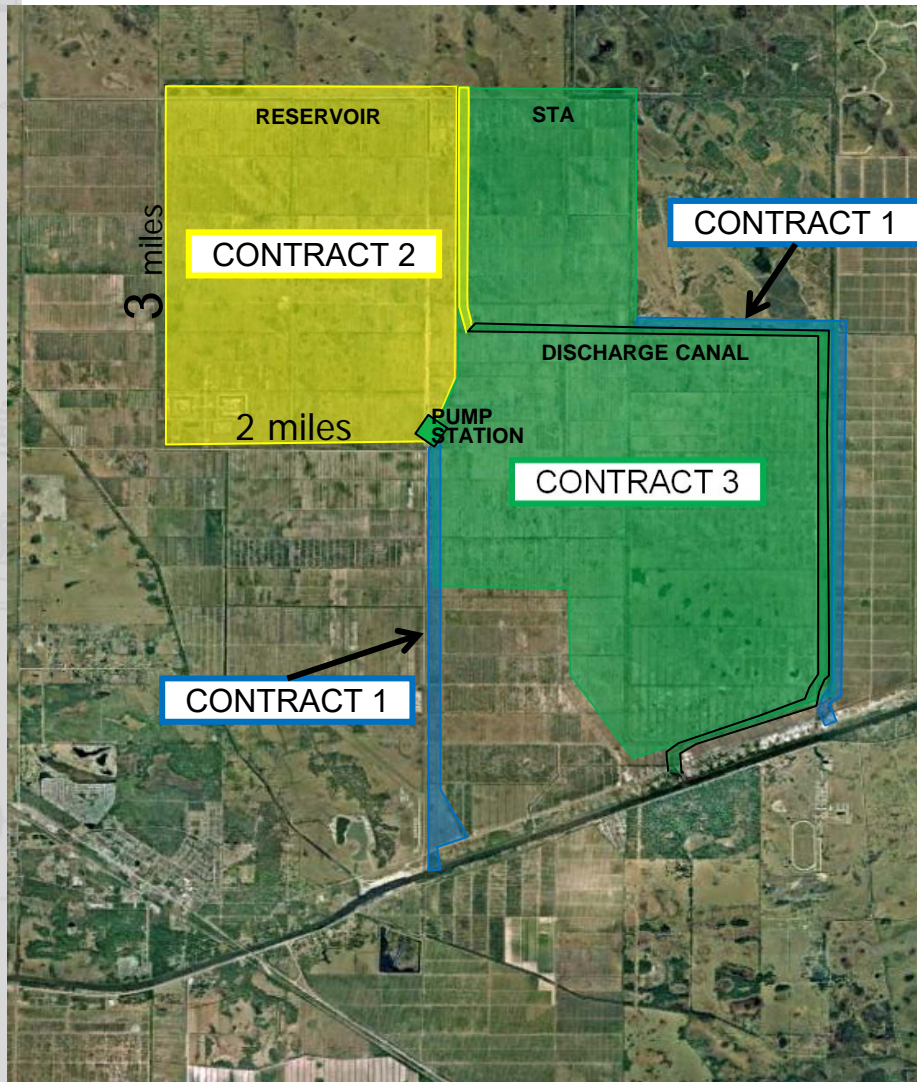 RESERVOIR
STA
CONTRACT 1
CONTRACT 2
3 miles
DISCHARGE CANAL
2 miles
PUMP
STATION
CONTRACT 3
CONTRACT 1